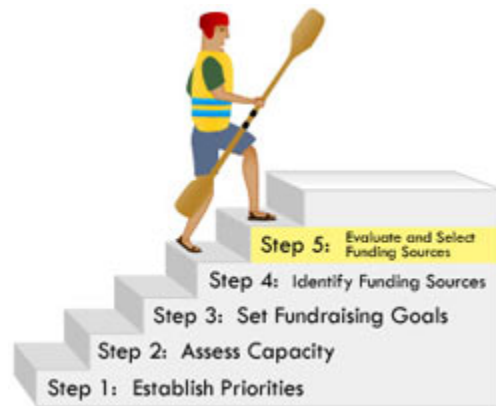 Step 5: Evaluate and Select
Funding Sources
Step 4: Identify Funding Sources
Step 3: Set Fundraising Goals
Step 2: Assess Capacity
Step 1: Establish Priorities